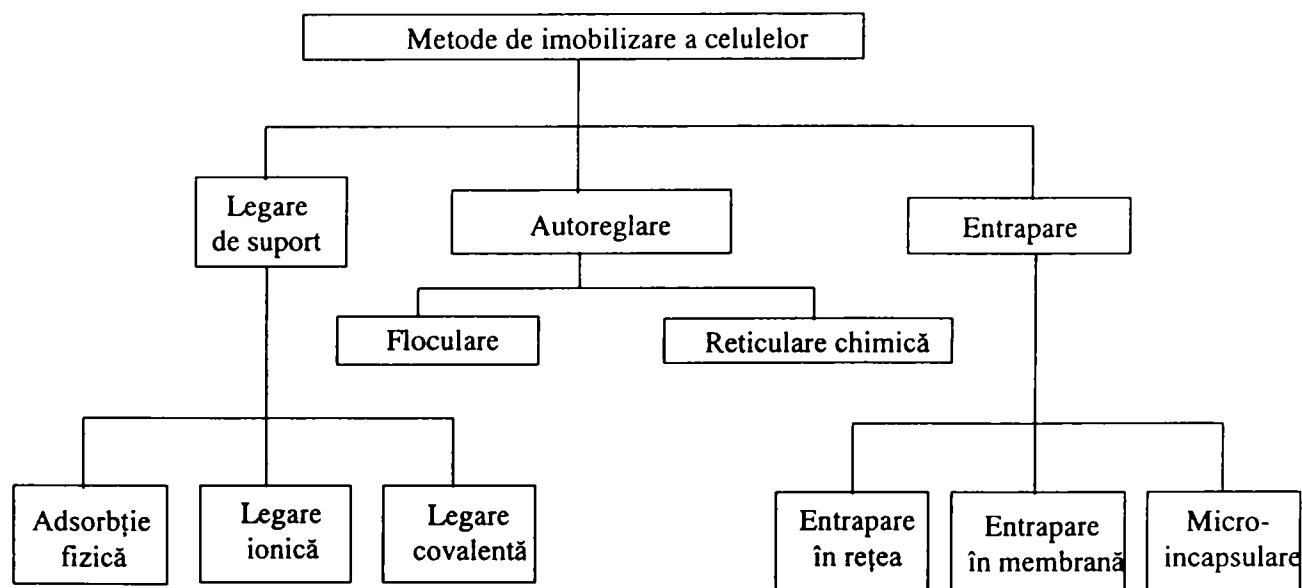 Metode de imobilizare a celulelor
Legare
de suport
Autoreglare
Entrapare
Floculare
Reticulare chimică
Adsorbție
fizică
Legare
ionică
Legare
covalentă
Entrapare
în rețea
Entrapare
în membrană
Micro-
incapsulare